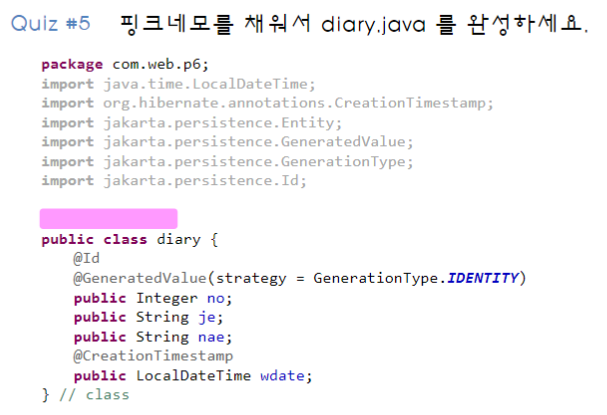 Quiz #5 핑크네모를 채워서 diary.java 를 완성하세요.
package com.web.p6;
import java.time.LocalDateTime;
import org.hibernate.annotations.CreationTimestamp;
import jakarta.persistence.Entity;
import jakarta.persistence.GeneratedValue;
import jakarta.persistence.GenerationType;
import jakarta.persistence.Id;
public class diary {
@Id
@GeneratedValue(strategy = GenerationType.IDENTITY)
public Integer no;
public String je;
public String nae;
@CreationTimestamp
public LocalDateTime wdate;
} // class